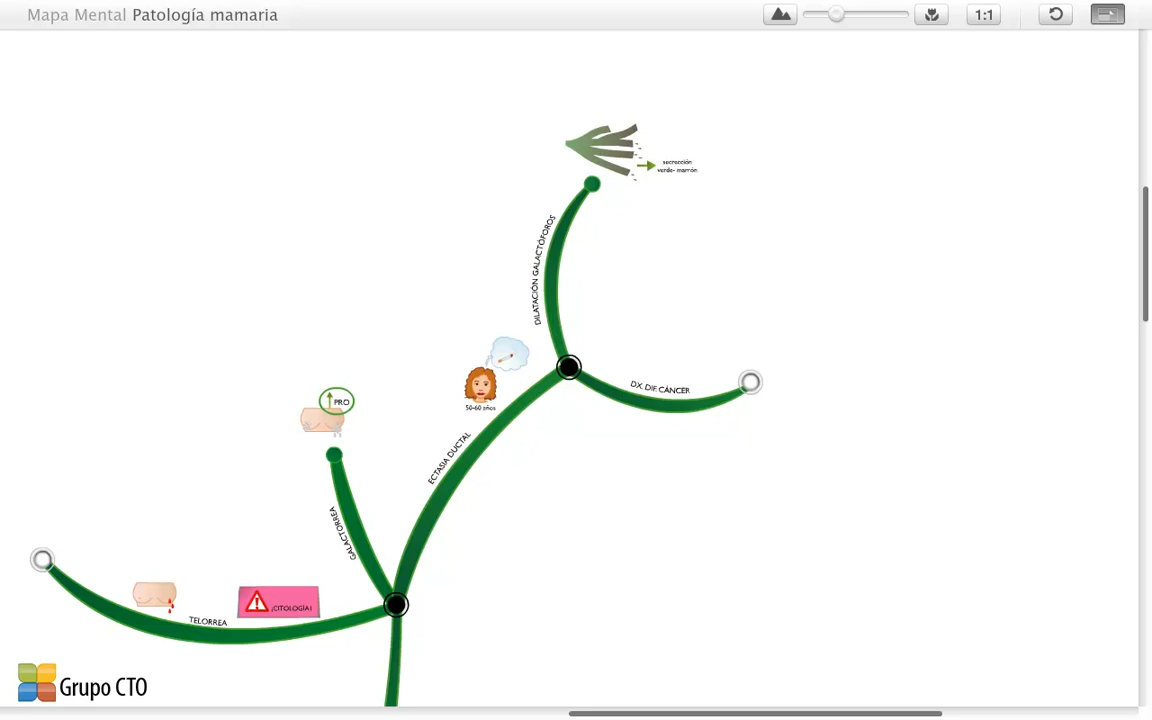 Mapa Mental Patología mamaria
1:1
secrección
verde- marrón
DILATACIÓN GALACTÓFOROS
DX. DIF. CÁNCER
50-60 años
PRO
ECTASIA DUCTAL
GALACTORREA
¡CITOLOGÍA!
TELORREA
Grupo CTO